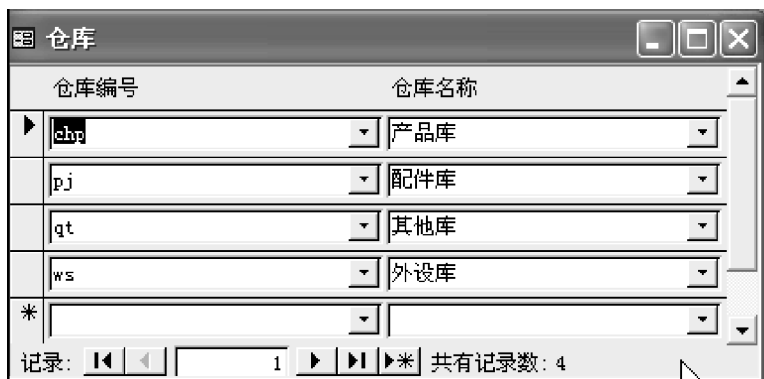 仓库
仓库编号 仓库名称
chp 产品库
pj 配件库
qt 其他库
ws 外设库
记录: 1 共有记录数: 4